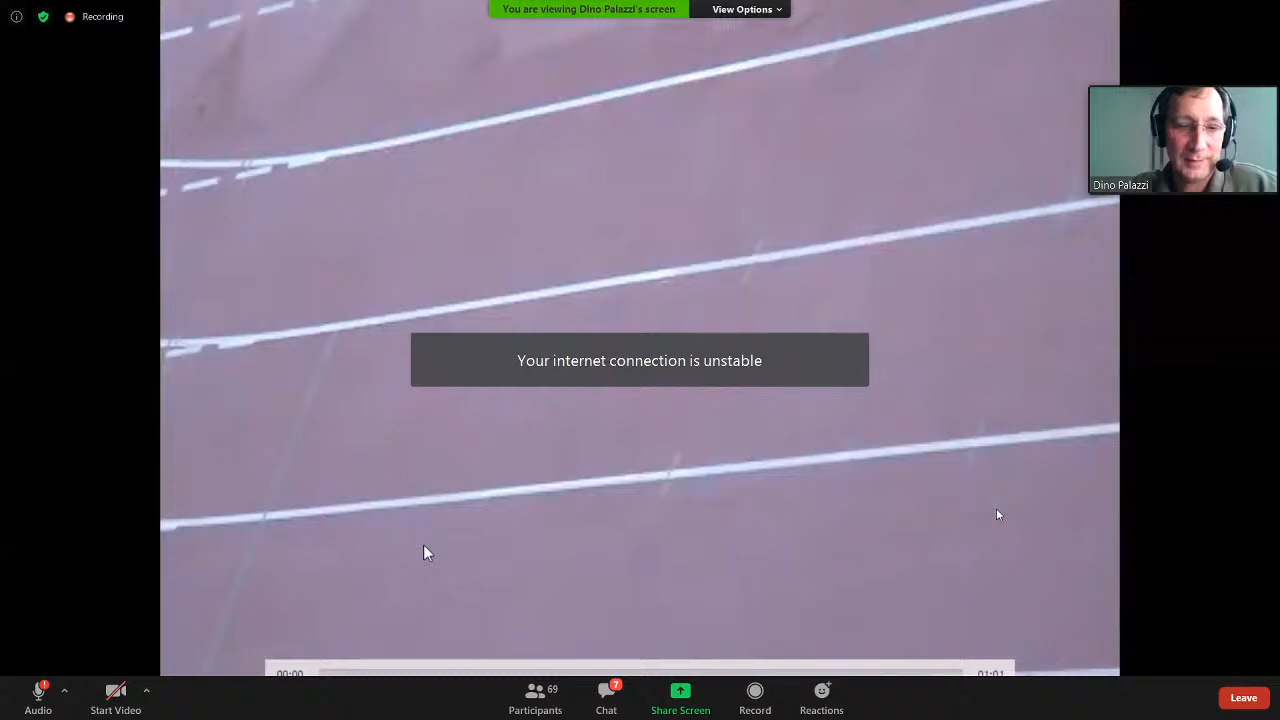 Recording
You are viewing Dino Palazzi's screen
View Options
Dino Palazzi
Your internet connection is unstable
00:00
01:01
Audio
Start Video
69
Participants
7
Chat
Share Screen
Record
Reactions
Leave